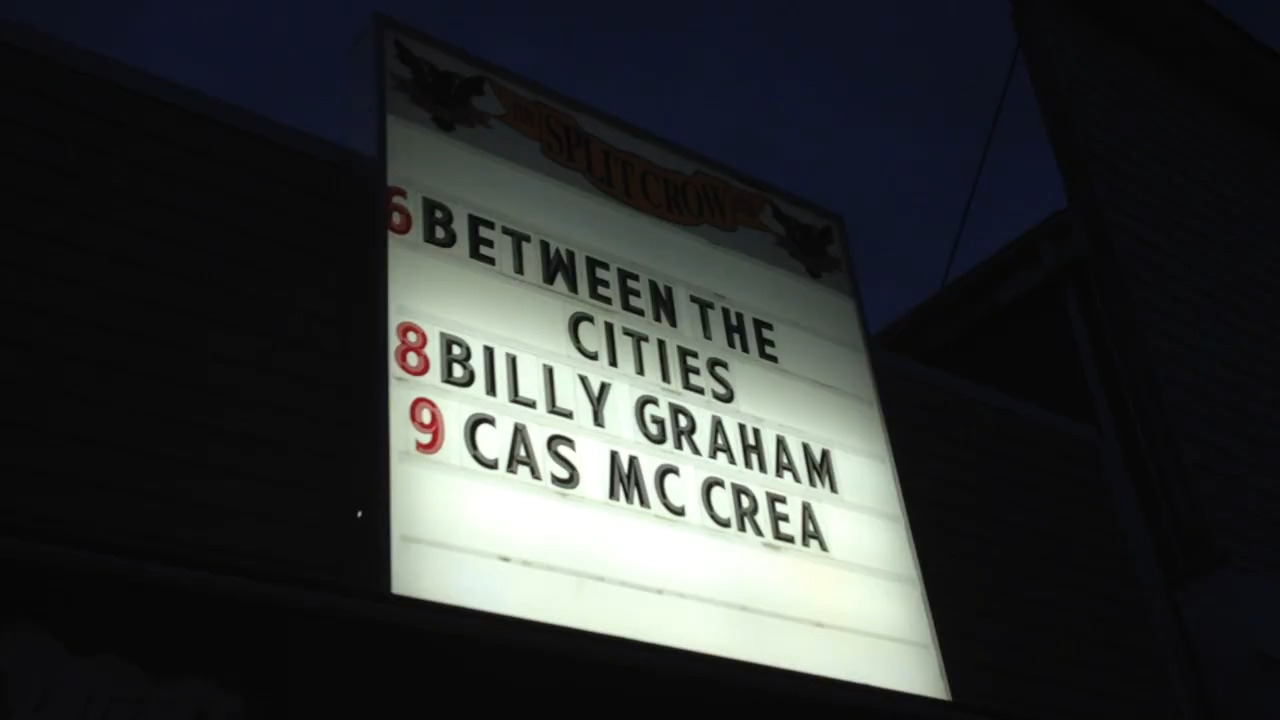 THE SPLIT CROW
6 BETWEEN THE
CITIES
8 BILLY GRAHAM
9 CAS MC CREA